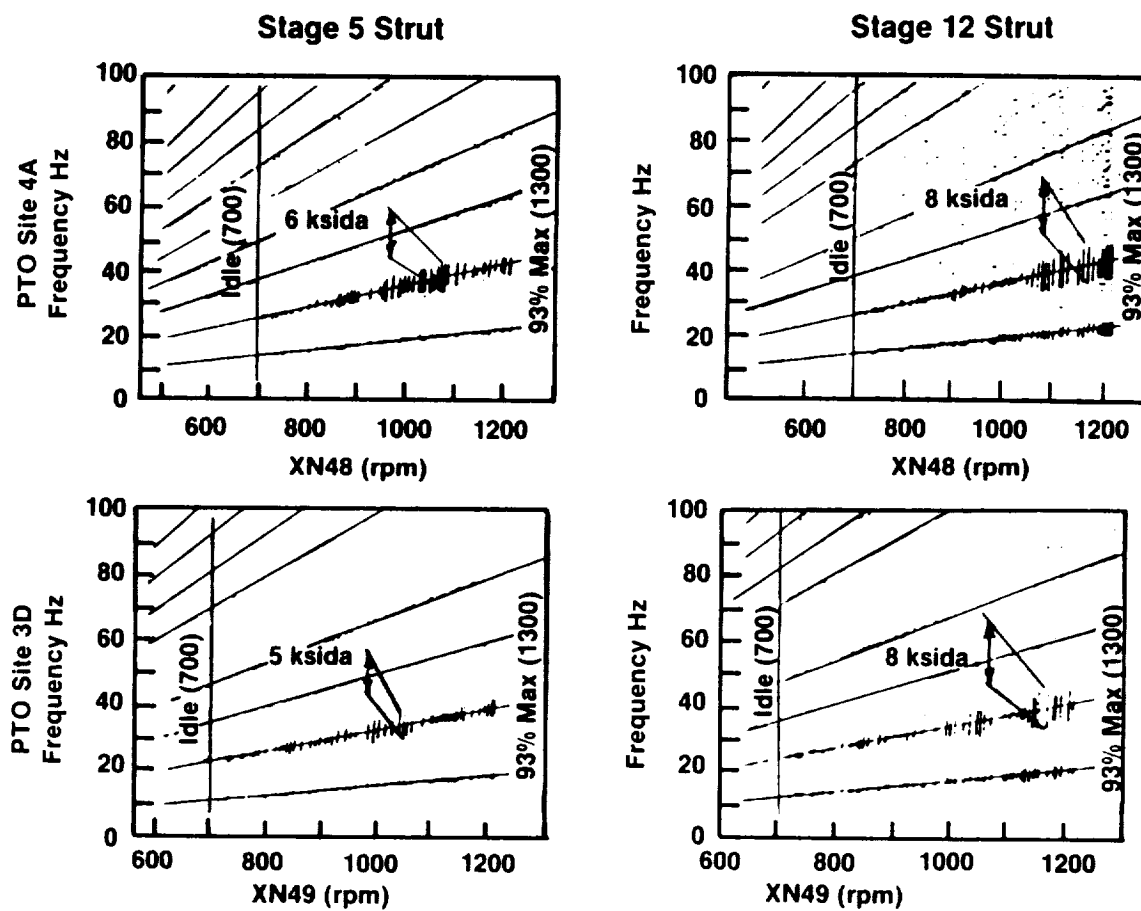 Stage 5 Strut
Stage 12 Strut
PTO Site 4A
Frequency Hz
100
80
60
40
20
0
Idle (700)
6 ksida
93% Max (1300)
600 800 1000 1200
XN48 (rpm)
Frequency Hz
100
80
60
40
20
0
Idle (700)
8 ksida
93% Max (1300)
600 800 1000 1200
XN48 (rpm)
PTO Site 3D
Frequency Hz
100
80
60
40
20
0
Idle (700)
5 ksida
93% Max (1300)
600 800 1000 1200
XN49 (rpm)
Frequency Hz
100
80
60
40
20
0
Idle (700)
8 ksida
93% Max (1300)
600 800 1000 1200
XN49 (rpm)